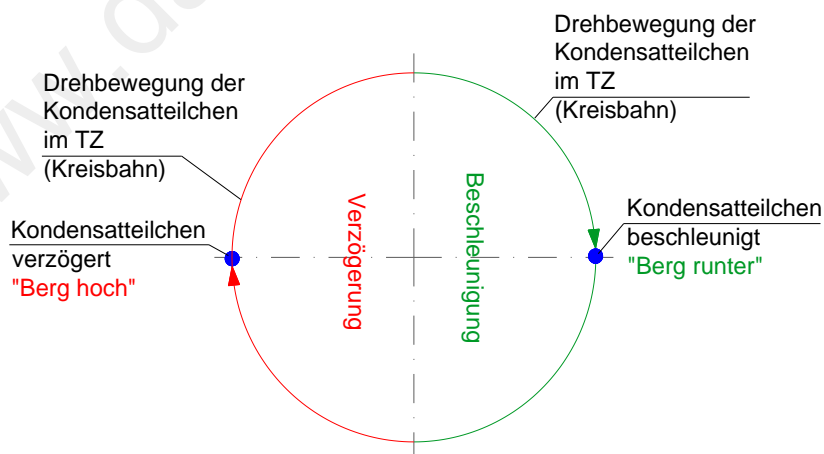 Drehbewegung der
Kondensatteilchen
im TZ
(Kreisbahn)
Drehbewegung der
Kondensatteilchen
im TZ
(Kreisbahn)
Verzögerung
Beschleunigung
Kondensatteilchen
verzögert
"Berg hoch"
Kondensatteilchen
beschleunigt
"Berg runter"